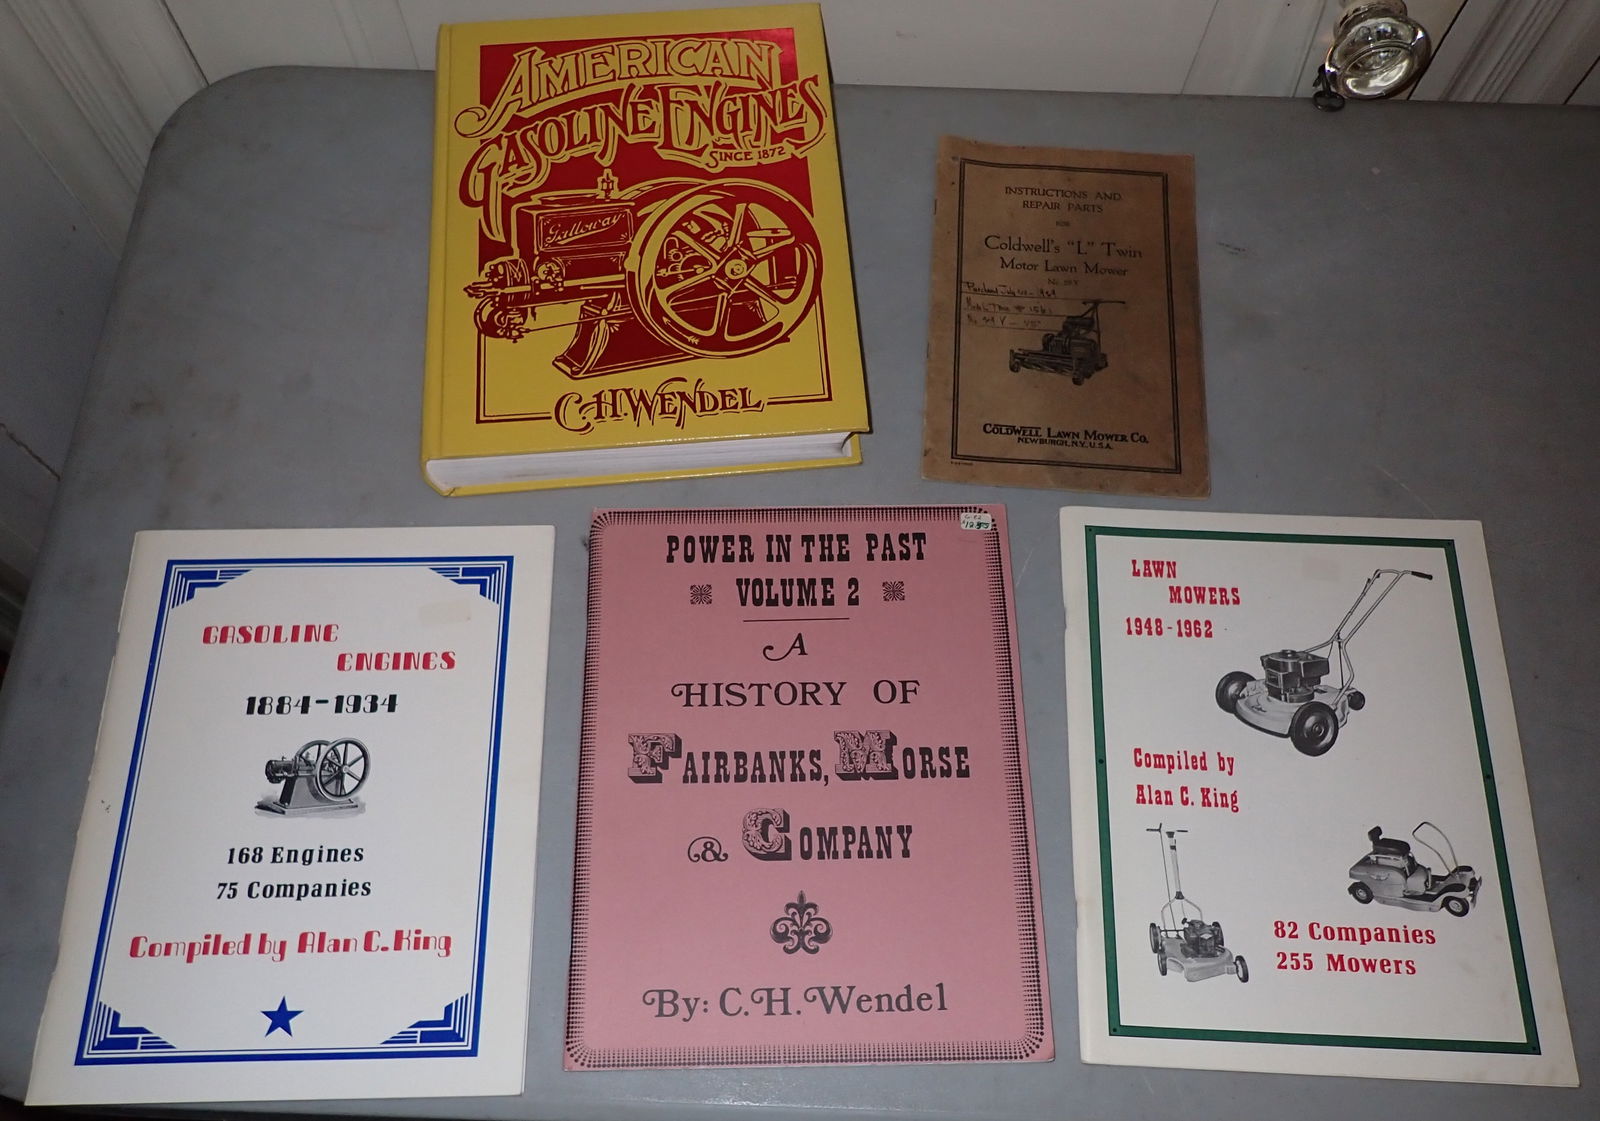 AMERICAN
GASOLINE ENGINES
SINCE 1872
Galloway
C.H. WENDEL
INSTRUCTIONS AND
REPAIR PARTS
FOR
Coldwell's "L" Twin
Motor Lawn Mower
COLDWELL LAWN MOWER CO.
NEWBURGH, N.Y., U.S.A.
GASOLINE
ENGINES
1884-1934
168 Engines
75 Companies
Compiled by Alan C. King
POWER IN THE PAST
VOLUME 2
A
HISTORY OF
FAIRBANKS, MORSE
& COMPANY
By: C.H. Wendel
LAWN
MOWERS
1948-1962
Compiled by
Alan C. King
82 Companies
255 Mowers